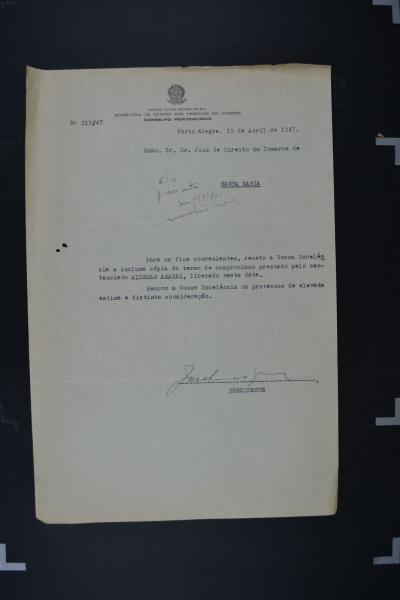 ESTADO DO RIO GRANDE DO SUL
SECRETARIA DE ESTADO DOS NEGOCIOS DO INTERIOR
CONSELHO PENITENCIÁRIO
Nº 219/47
Pôrto Alegre, 15 de Abril de 1947.
Exmo. Sr. Dr. Juiz de Direito da Comarca de
SANTA MARIA
Para os fins convenientes, remeto a Vossa Excelên
cia a inclusa cópia do termo de compromisso prestado pelo sen-
tenciado ALDEMAR AMARAL, liberado nesta data.
Renovo a Vossa Excelência os protestos de elevada
estima e distinta consideração.
PRESIDENTE